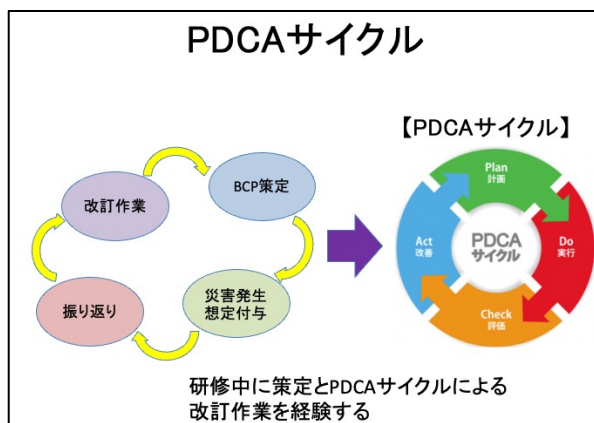 PDCAサイクル
【PDCAサイクル】
BCP策定
改訂作業
災害発生
想定付与
振り返り
Plan
計画
Do
実行
Check
評価
Act
改善
PDCA
サイクル
研修中に策定とPDCAサイクルによる
改訂作業を経験する